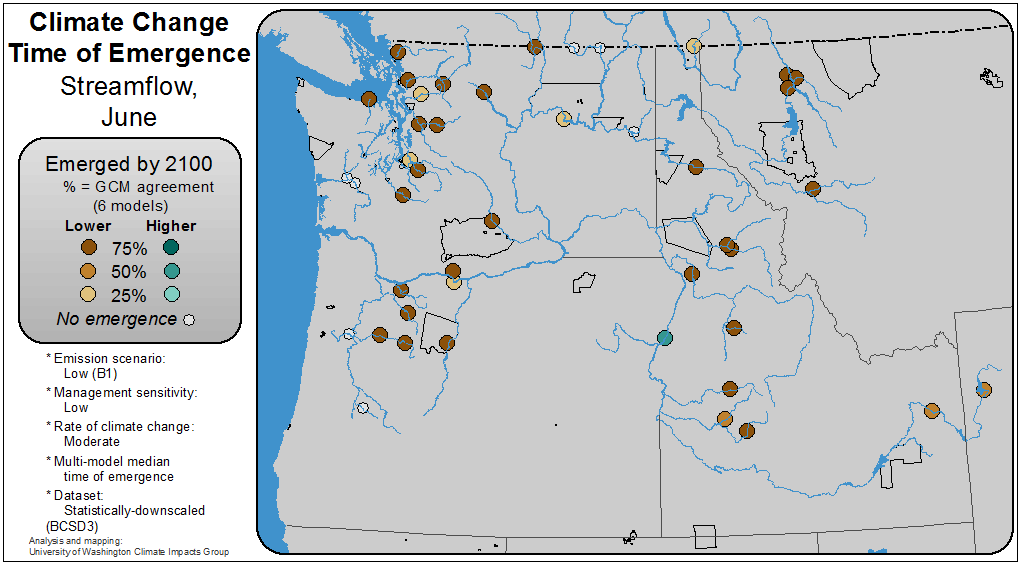 Climate Change
Time of Emergence
Streamflow,
June
Emerged by 2100
% = GCM agreement
(6 models)
Lower Higher
75%
50%
25%
No emergence
* Emission scenario:
Low (B1)
* Management sensitivity:
Low
* Rate of climate change:
Moderate
* Multi-model median
time of emergence
* Dataset:
Statistically-downscaled
(BCSD3)
Analysis and mapping:
University of Washington Climate Impacts Group